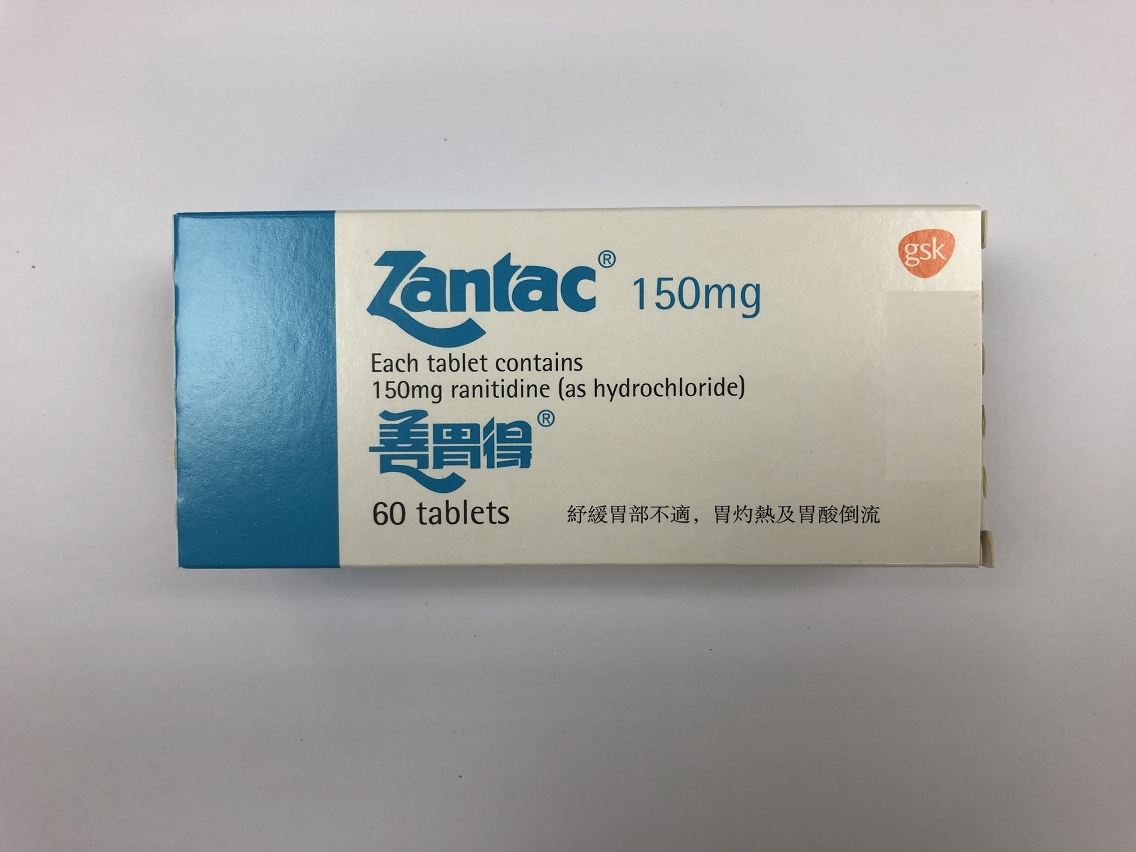 Zantac® 150mg
gsk
Each tablet contains
150mg ranitidine (as hydrochloride)
善胃得®
60 tablets
紓緩胃部不適，胃灼熱及胃酸倒流